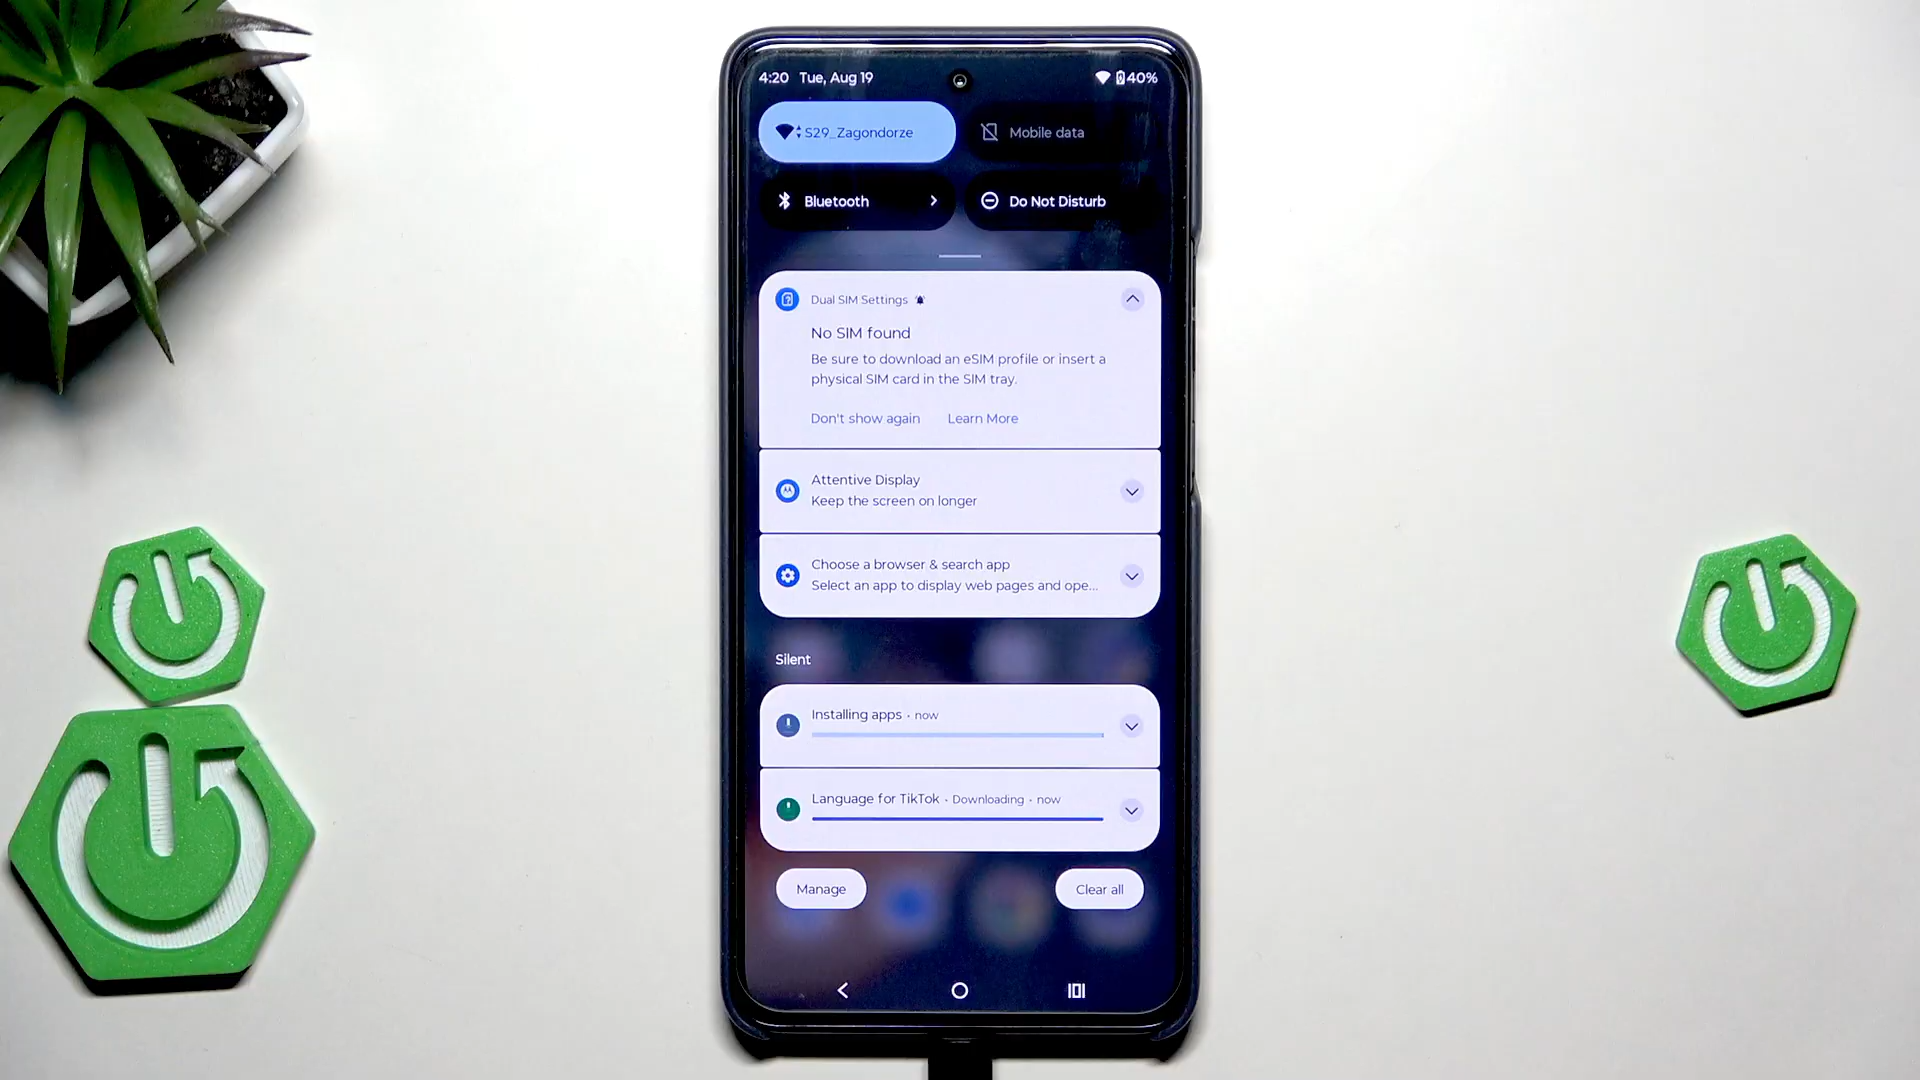 4:20 Tue, Aug 19
40%
S29_Zagondorze
Mobile data
Bluetooth
Do Not Disturb
Dual SIM Settings
No SIM found
Be sure to download an eSIM profile or insert a
physical SIM card in the SIM tray.
Don't show again Learn More
Attentive Display
Keep the screen on longer
Choose a browser & search app
Select an app to display web pages and ope...
Silent
Installing apps • now
Language for TikTok • Downloading • now
Manage
Clear all